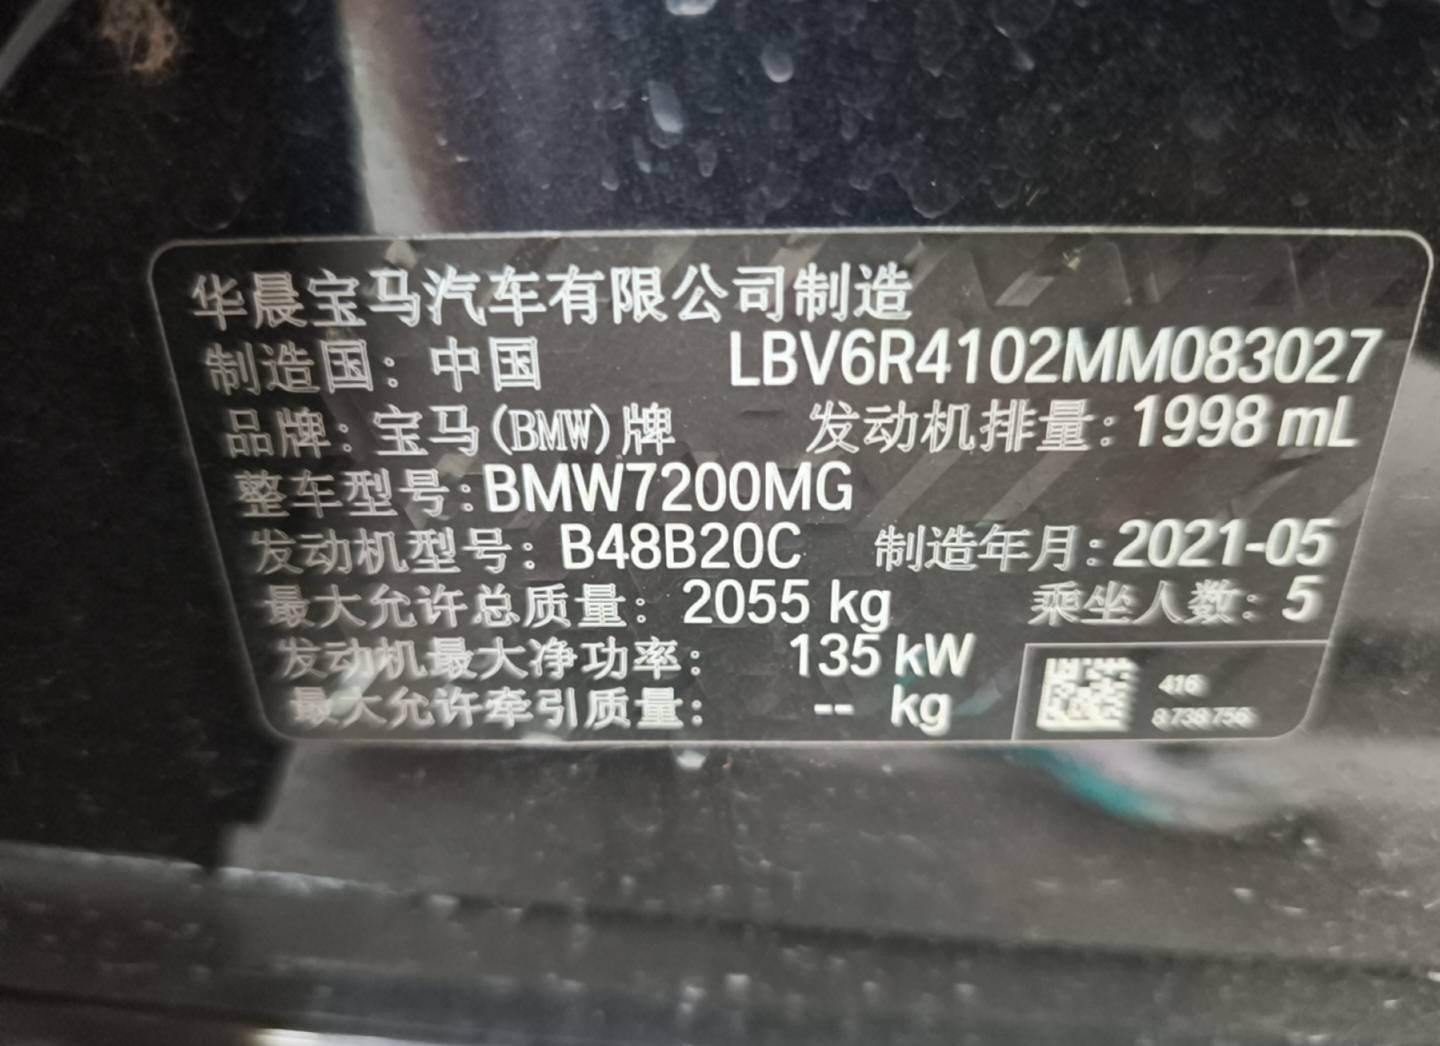 华晨宝马汽车有限公司制造
制造国：中国 LBV6R4102MM083027
品牌：宝马(BMW)牌 发动机排量：1998 mL
整车型号：BMW7200MG
发动机型号：B48B20C 制造年月：2021-05
最大允许总质量：2055 kg 乘坐人数：5
发动机最大净功率：135 kW
最大允许牵引质量：-- kg
416
8 738 756